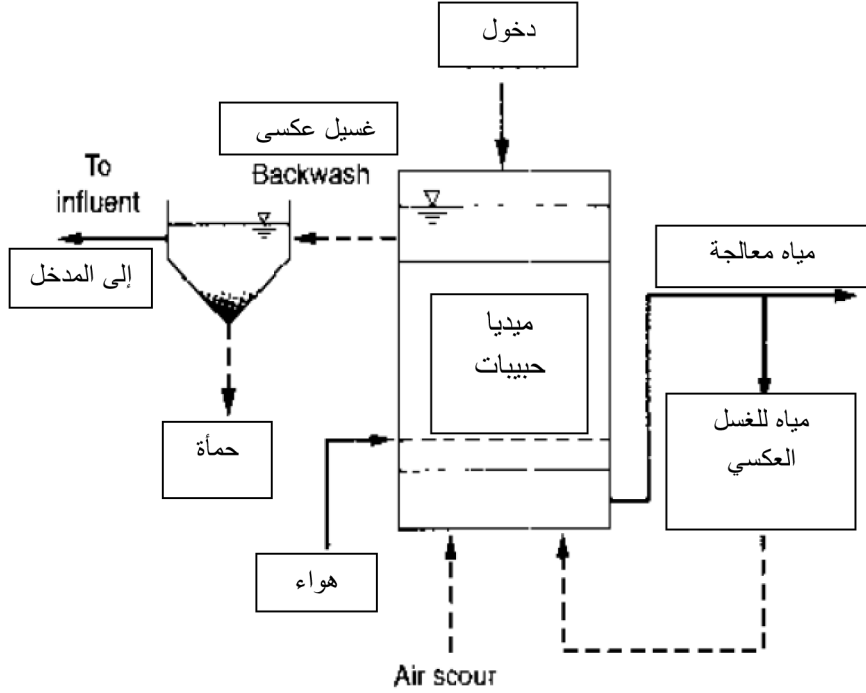 دخول
غسيل عكسى
Backwash
To
influent
إلى المدخل
مياه معالجة
ميديا
حبيبات
مياه للغسل
العكسي
حمأة
هواء
Air scour